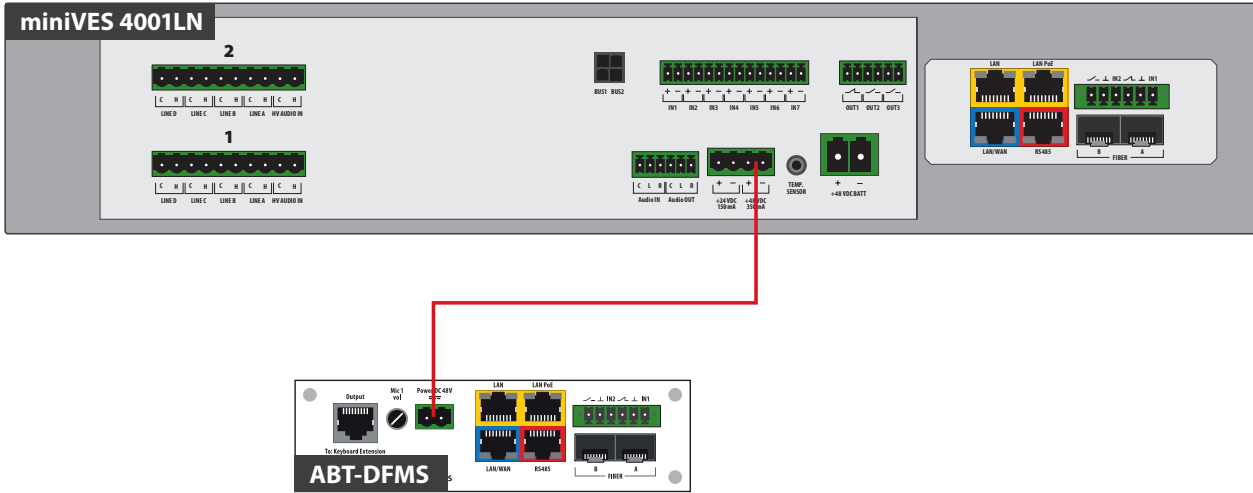 miniVES 4001LN
2
C H C H C H C H C H
LINE D LINE C LINE B LINE A HV AUDIO IN
1
C H C H C H C H C H
LINE D LINE C LINE B LINE A HV AUDIO IN
BUS1 BUS2
+ − + − + − + − + − + − + −
IN1 IN2 IN3 IN4 IN5 IN6 IN7
OUT1 OUT2 OUT3
C L R C L R
Audio IN Audio OUT
+ − + −
+24 VDC +48 VDC
150 mA 350 mA
TEMP.
SENSOR
+ −
+48 VDC BATT
LAN LAN PoE
IN2 IN1
LAN/WAN RS485
B A
FIBER
Output
Mic 1
vol
Power DC 48V
To: Keyboard Extension
LAN LAN PoE
IN2 IN1
LAN/WAN RS485
B A
FIBER
ABT-DFMS